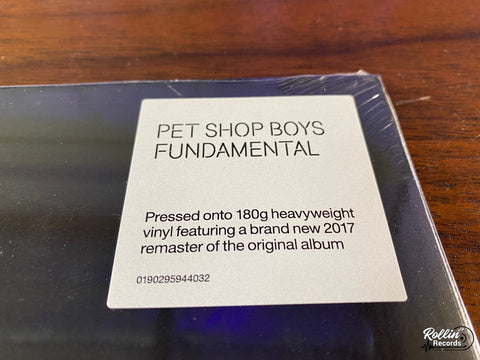 PET SHOP BOYS
FUNDAMENTAL
Pressed onto 180g heavyweight
vinyl featuring a brand new 2017
remaster of the original album
0190295944032
Rollin'
Records